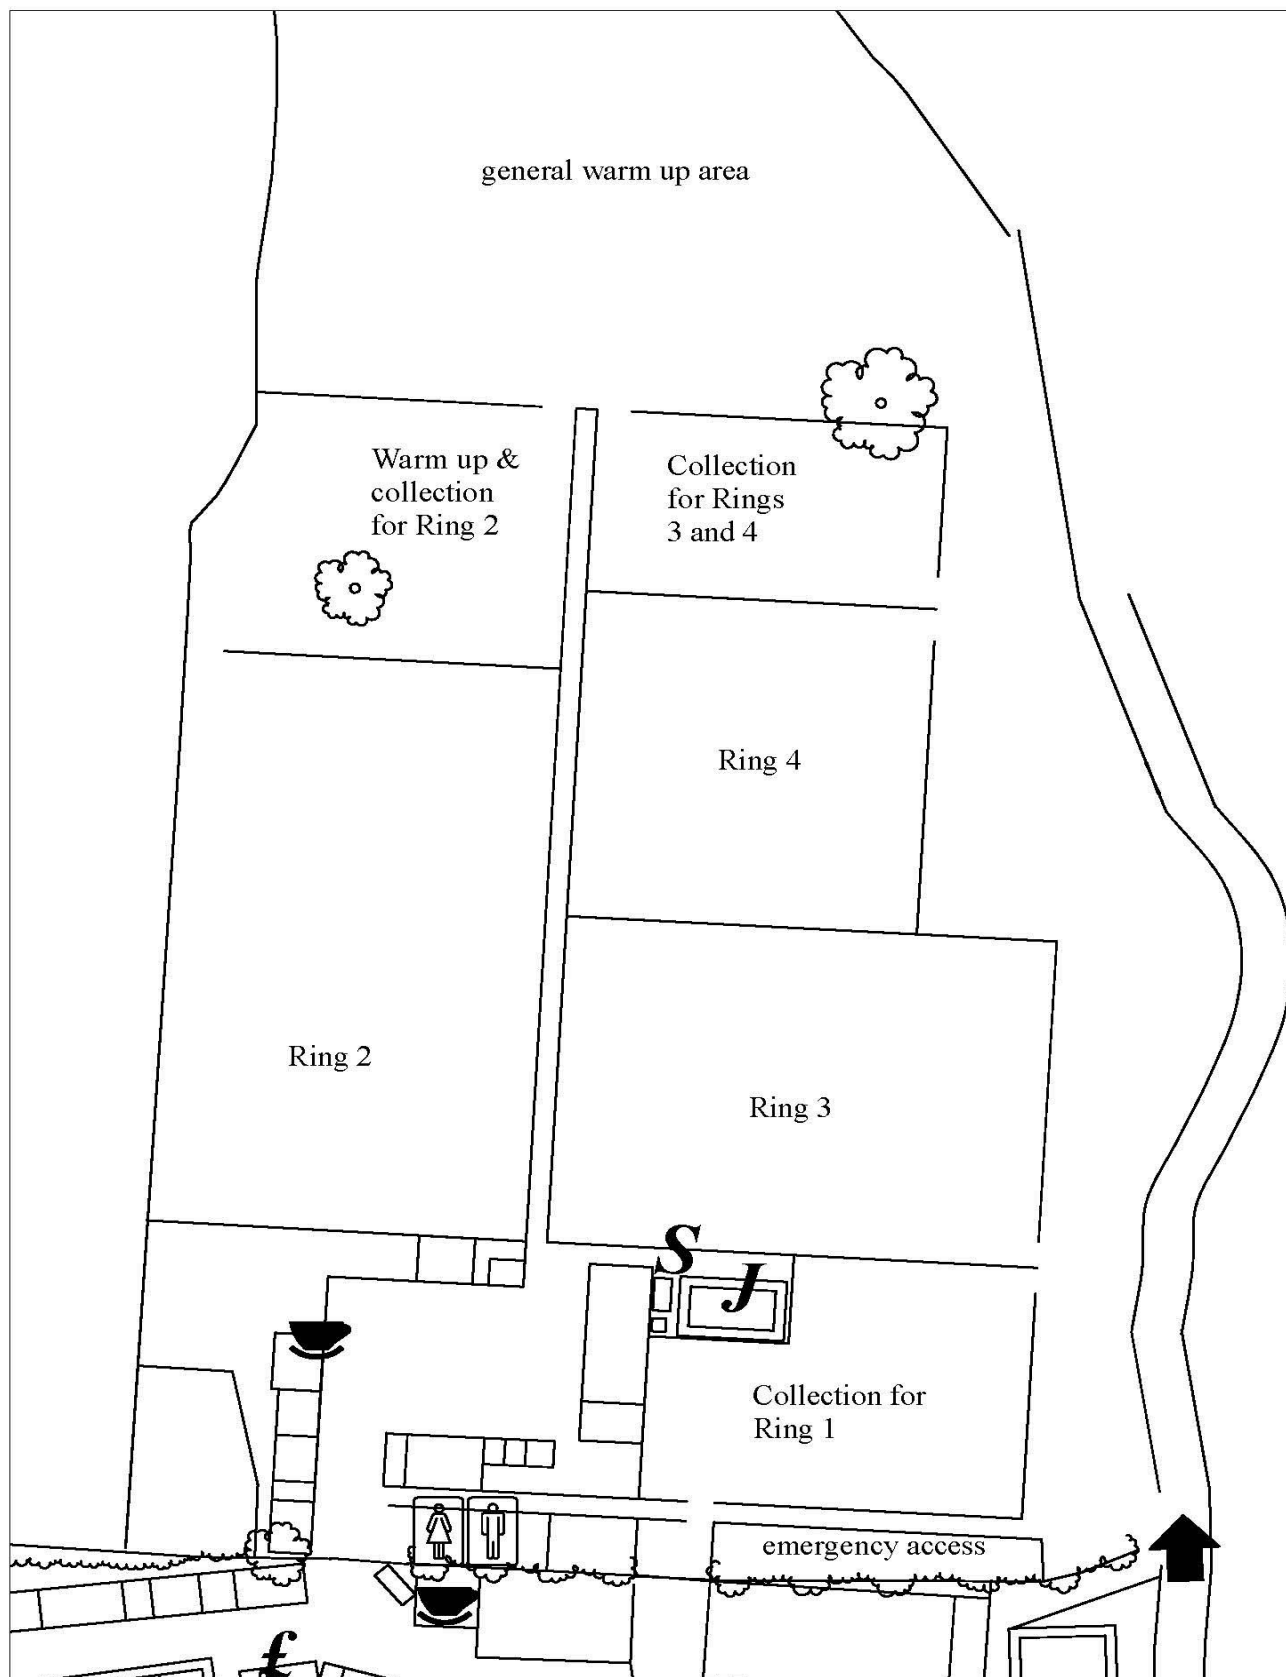 general warm up area
Warm up &
collection
for Ring 2
Collection
for Rings
3 and 4
Ring 4
Ring 2
Ring 3
S
J
Collection for
Ring 1
emergency access
£